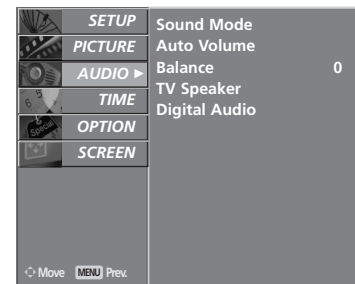 SETUP
PICTURE
AUDIO ►
TIME
OPTION
Special
SCREEN
Sound Mode
Auto Volume
Balance 0
TV Speaker
Digital Audio
Move MENU Prev.